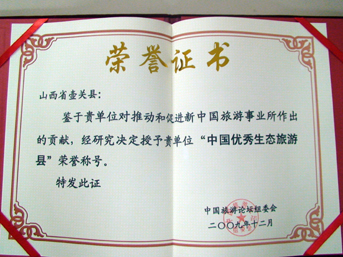 荣誉证书
山西省壶关县：
鉴于贵单位对推动和促进新中国旅游事业所作出
的贡献，经研究决定授予贵单位“中国优秀生态旅游
县”荣誉称号。
特发此证
中国旅游论坛组委会
二〇〇九年十二月